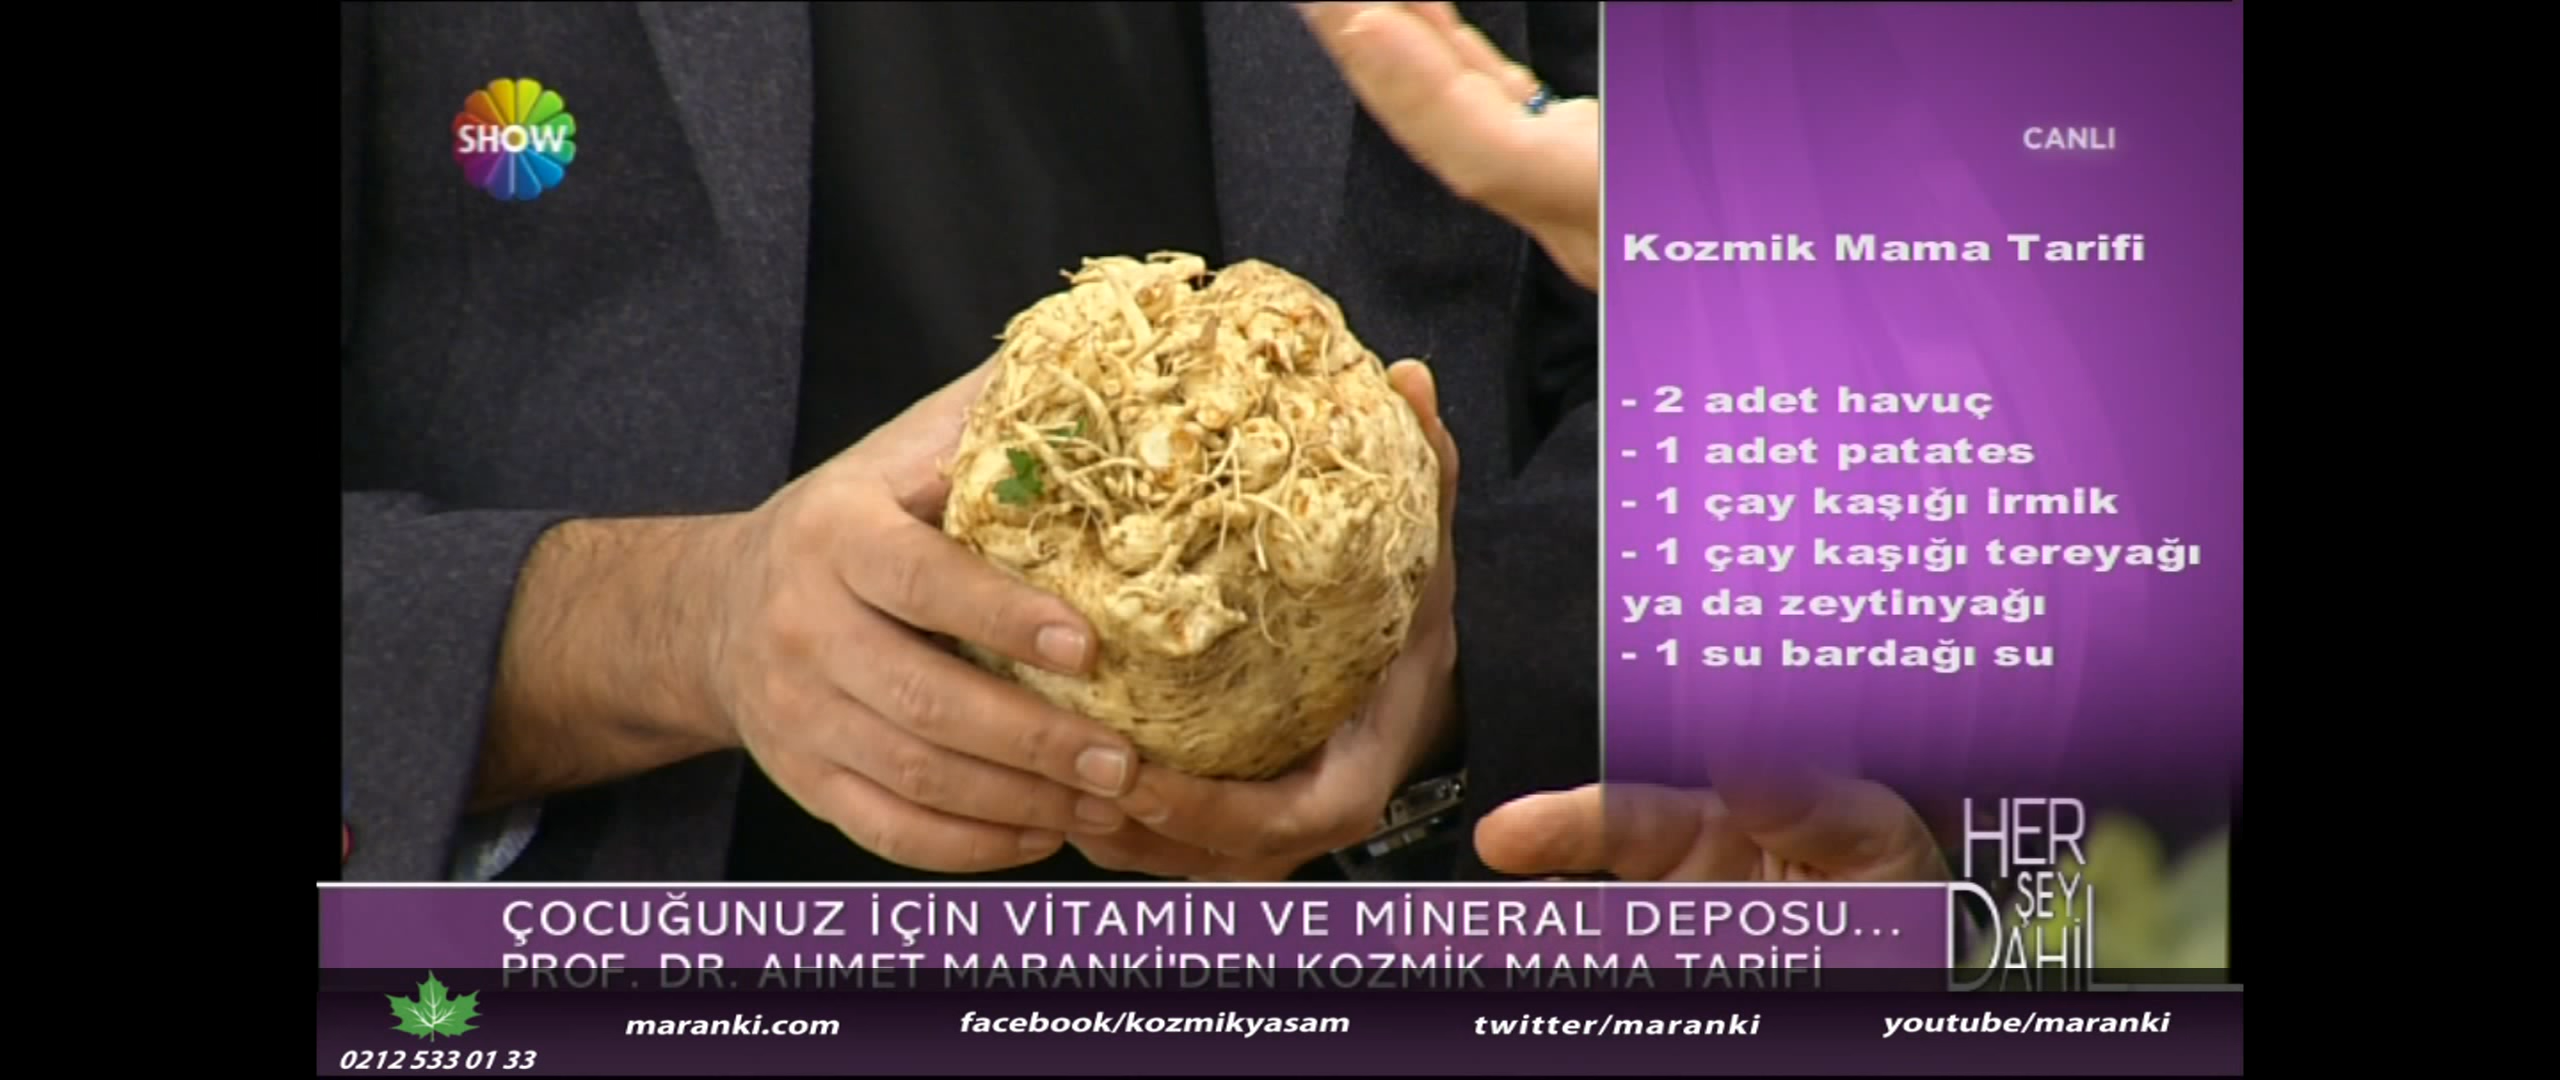 SHOW
CANLI
Kozmik Mama Tarifi
- 2 adet havuç
- 1 adet patates
- 1 çay kaşığı irmik
- 1 çay kaşığı tereyağı
ya da zeytinyağı
- 1 su bardağı su
HER
ŞEY
DAHİL
ÇOCUĞUNUZ İÇİN VİTAMİN VE MİNERAL DEPOSU...
PROF. DR. AHMET MARANKİ'DEN KOZMİK MAMA TARİFİ
maranki.com
facebook/kozmikyasam
twitter/maranki
youtube/maranki
0212 533 01 33